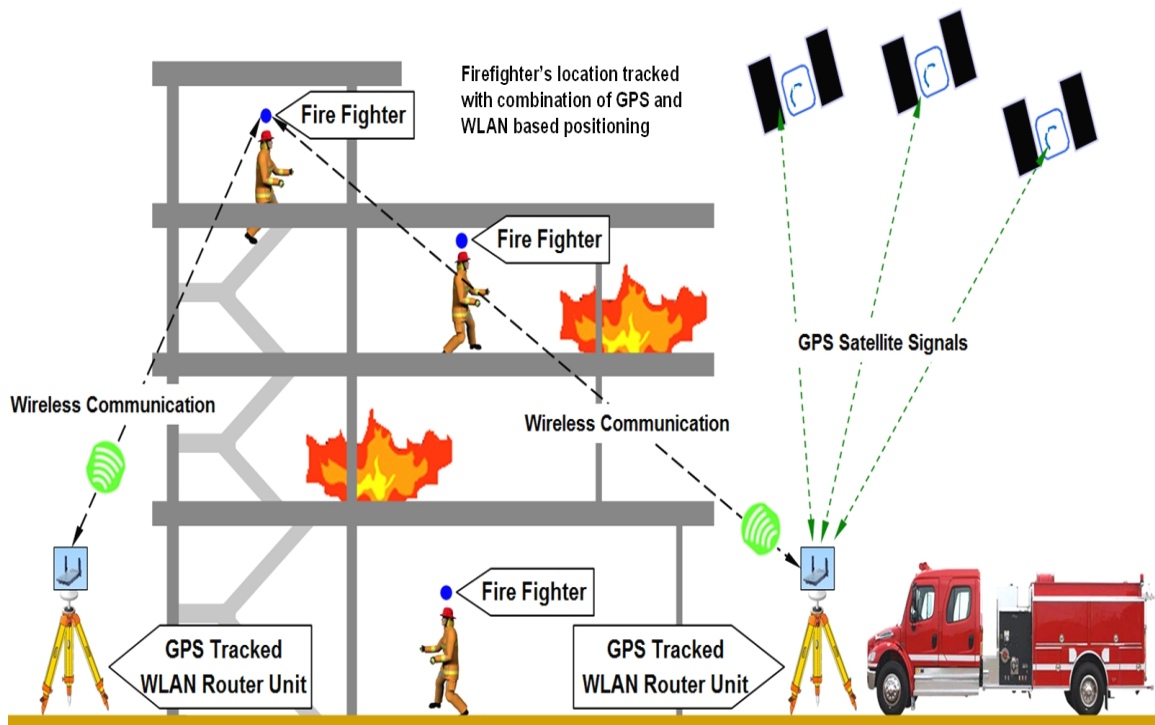 Firefighter's location tracked
with combination of GPS and
WLAN based positioning
Fire Fighter
Fire Fighter
GPS Satellite Signals
Wireless Communication
Wireless Communication
Fire Fighter
GPS Tracked
WLAN Router Unit
GPS Tracked
WLAN Router Unit